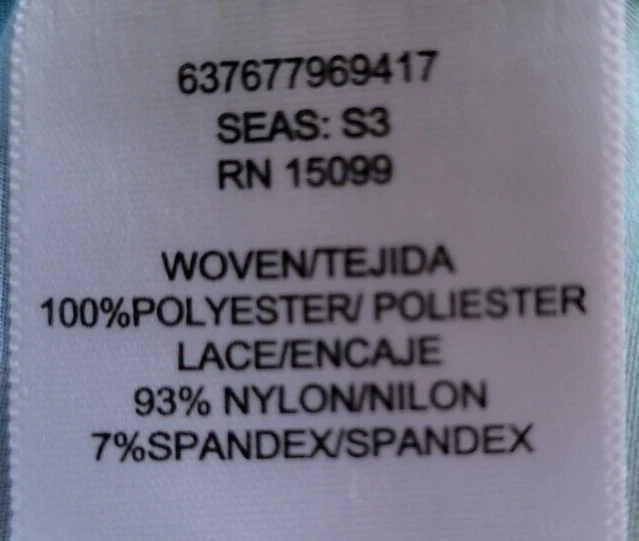 637677969417
SEAS: S3
RN 15099
WOVEN/TEJIDA
100%POLYESTER/ POLIESTER
LACE/ENCAJE
93% NYLON/NILON
7%SPANDEX/SPANDEX